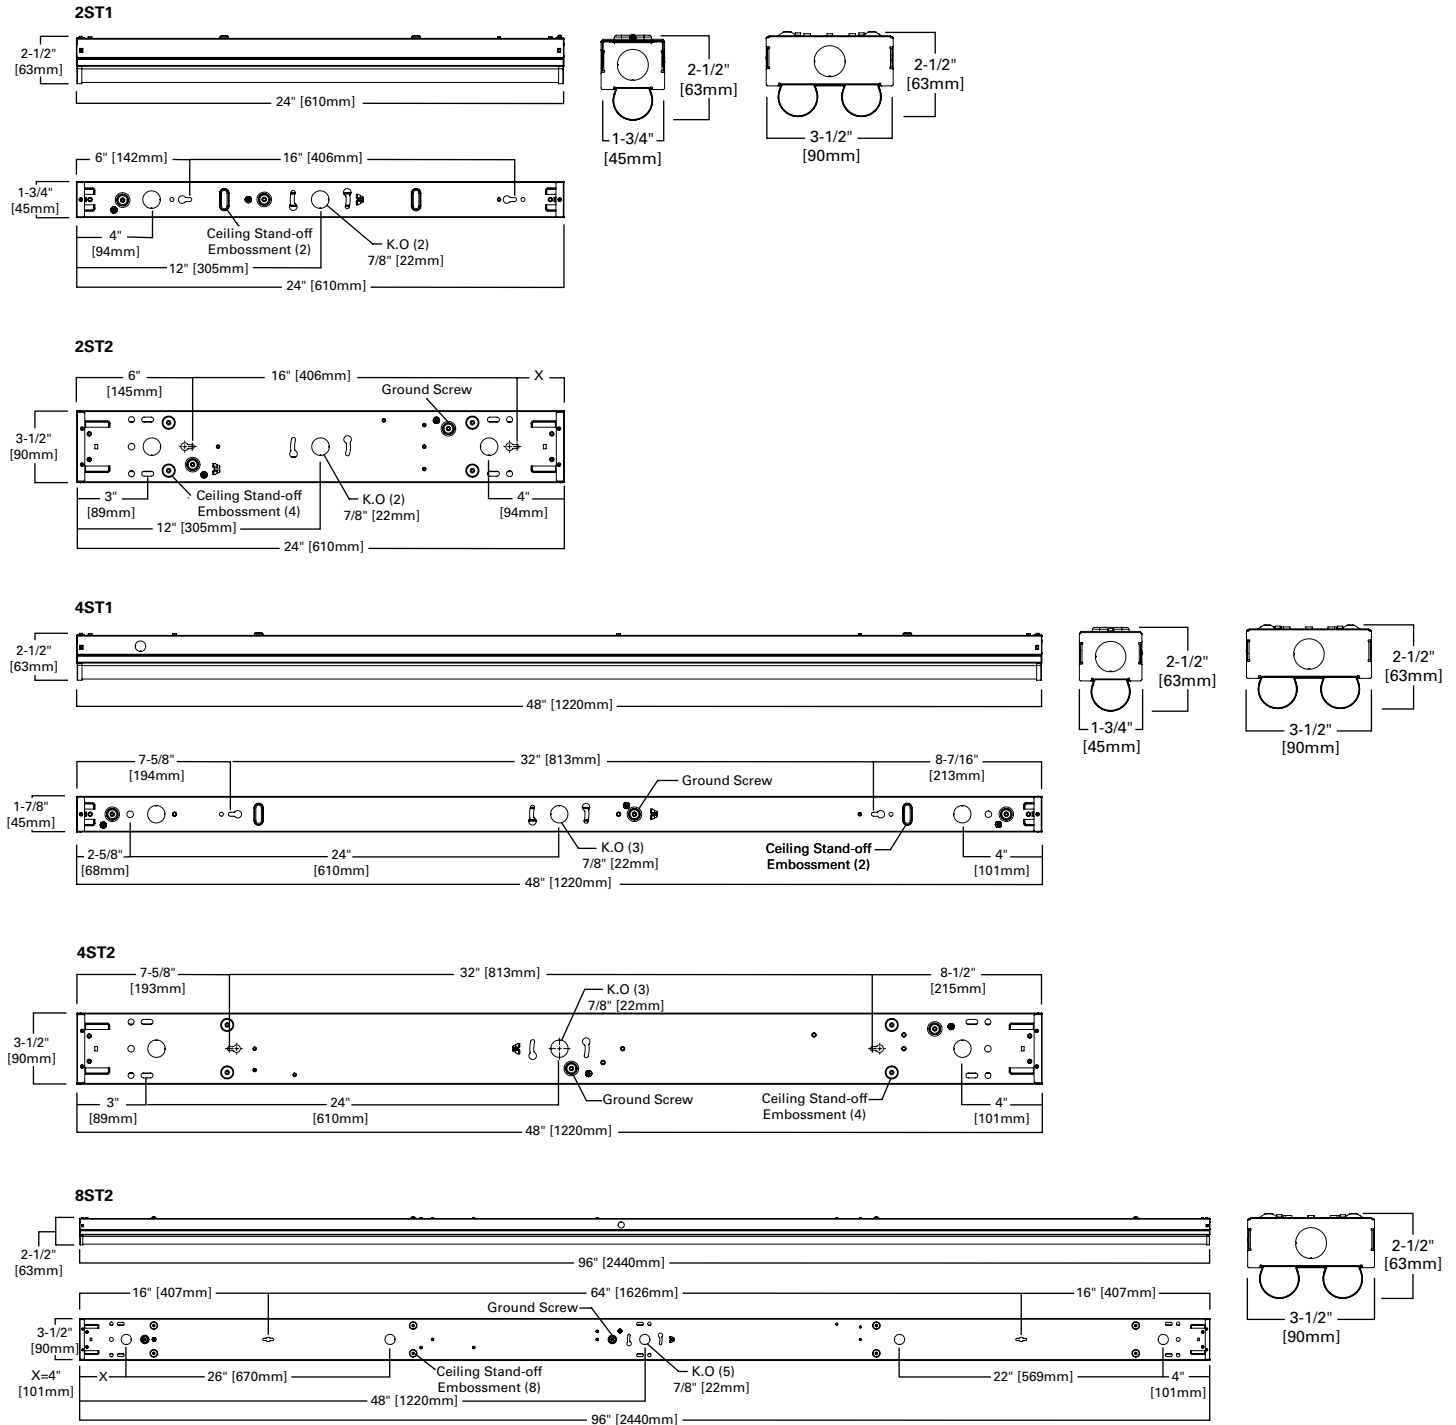 2ST1
2-1/2"
[63mm]
24" [610mm]
2-1/2"
[63mm]
1-3/4"
[45mm]
2-1/2"
[63mm]
3-1/2"
[90mm]
6" [142mm]
16" [406mm]
1-3/4"
[45mm]
4"
[94mm]
Ceiling Stand-off
Embossment (2)
K.O (2)
7/8" [22mm]
12" [305mm]
24" [610mm]
2ST2
6"
[145mm]
16" [406mm]
X
Ground Screw
3-1/2"
[90mm]
3"
[89mm]
Ceiling Stand-off
Embossment (4)
K.O (2)
7/8" [22mm]
4"
[94mm]
12" [305mm]
24" [610mm]
4ST1
2-1/2"
[63mm]
48" [1220mm]
2-1/2"
[63mm]
1-3/4"
[45mm]
2-1/2"
[63mm]
3-1/2"
[90mm]
7-5/8"
[194mm]
32" [813mm]
8-7/16"
[213mm]
Ground Screw
1-7/8"
[45mm]
2-5/8"
[68mm]
24"
[610mm]
K.O (3)
7/8" [22mm]
Ceiling Stand-off
Embossment (2)
4"
[101mm]
48" [1220mm]
4ST2
7-5/8"
[193mm]
32" [813mm]
8-1/2"
[215mm]
K.O (3)
7/8" [22mm]
3-1/2"
[90mm]
3"
[89mm]
24"
[610mm]
Ground Screw
Ceiling Stand-off
Embossment (4)
4"
[101mm]
48" [1220mm]
8ST2
2-1/2"
[63mm]
96" [2440mm]
2-1/2"
[63mm]
3-1/2"
[90mm]
16" [407mm]
64" [1626mm]
16" [407mm]
Ground Screw
3-1/2"
[90mm]
X=4"
[101mm]
X
26" [670mm]
Ceiling Stand-off
Embossment (8)
K.O (5)
7/8" [22mm]
22" [569mm]
4"
[101mm]
48" [1220mm]
96" [2440mm]